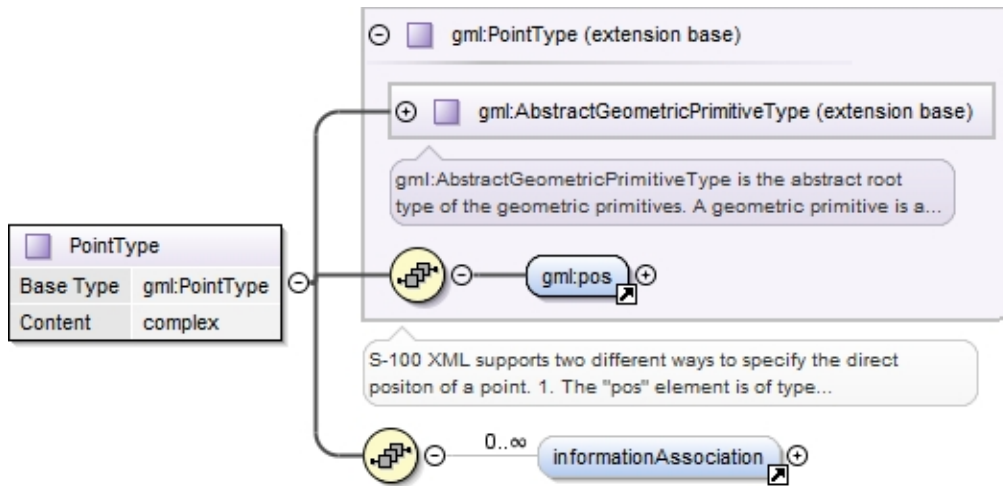 gml:PointType (extension base)
gml:AbstractGeometricPrimitiveType (extension base)
gml:AbstractGeometricPrimitiveType is the abstract root
type of the geometric primitives. A geometric primitive is a...
PointType
Base Type gml:PointType
Content complex
gml:pos
S-100 XML supports two different ways to specify the direct
positon of a point. 1. The "pos" element is of type...
0..∞
informationAssociation